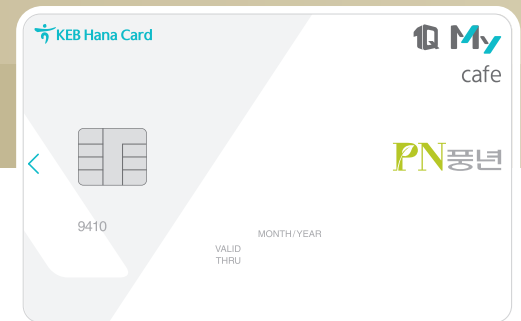 KEB Hana Card
1Q My
cafe
PN풍년
9410
MONTH/YEAR
VALID
THRU